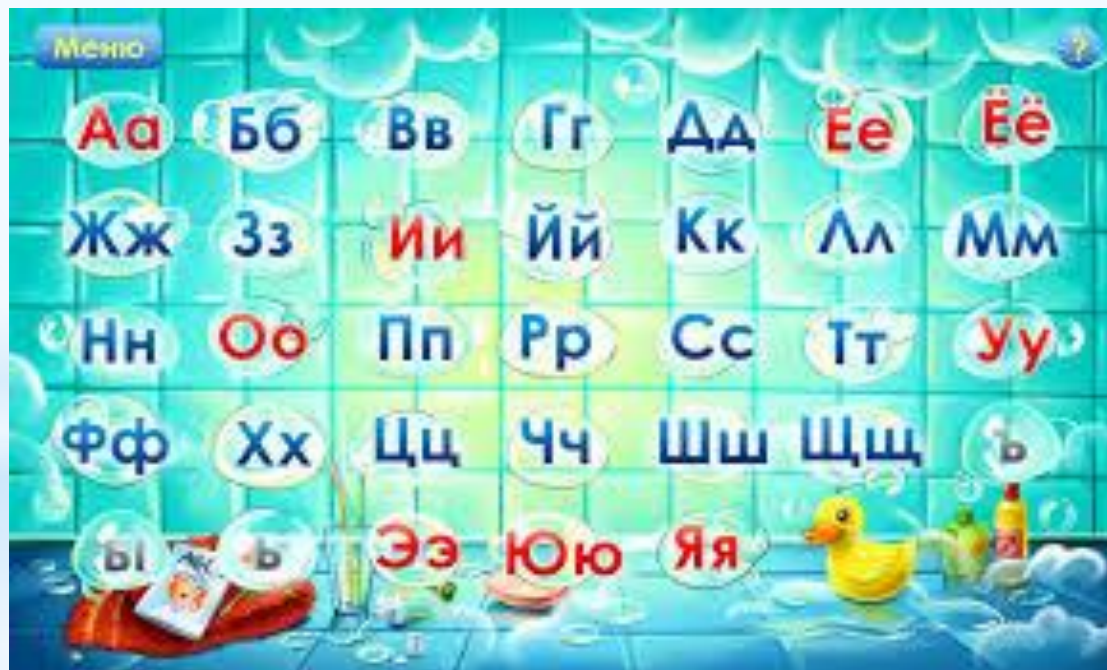 Меню
?
Аа Бб Вв Гг Дд Ёе Ёё
Жж Зз Ии Йй Кк Лл Мм
Нн Оо Пп Рр Сс Тт Уу
Фф Хх Цц Чч Шш Щщ ъ
ы ь Ээ Юю Яя